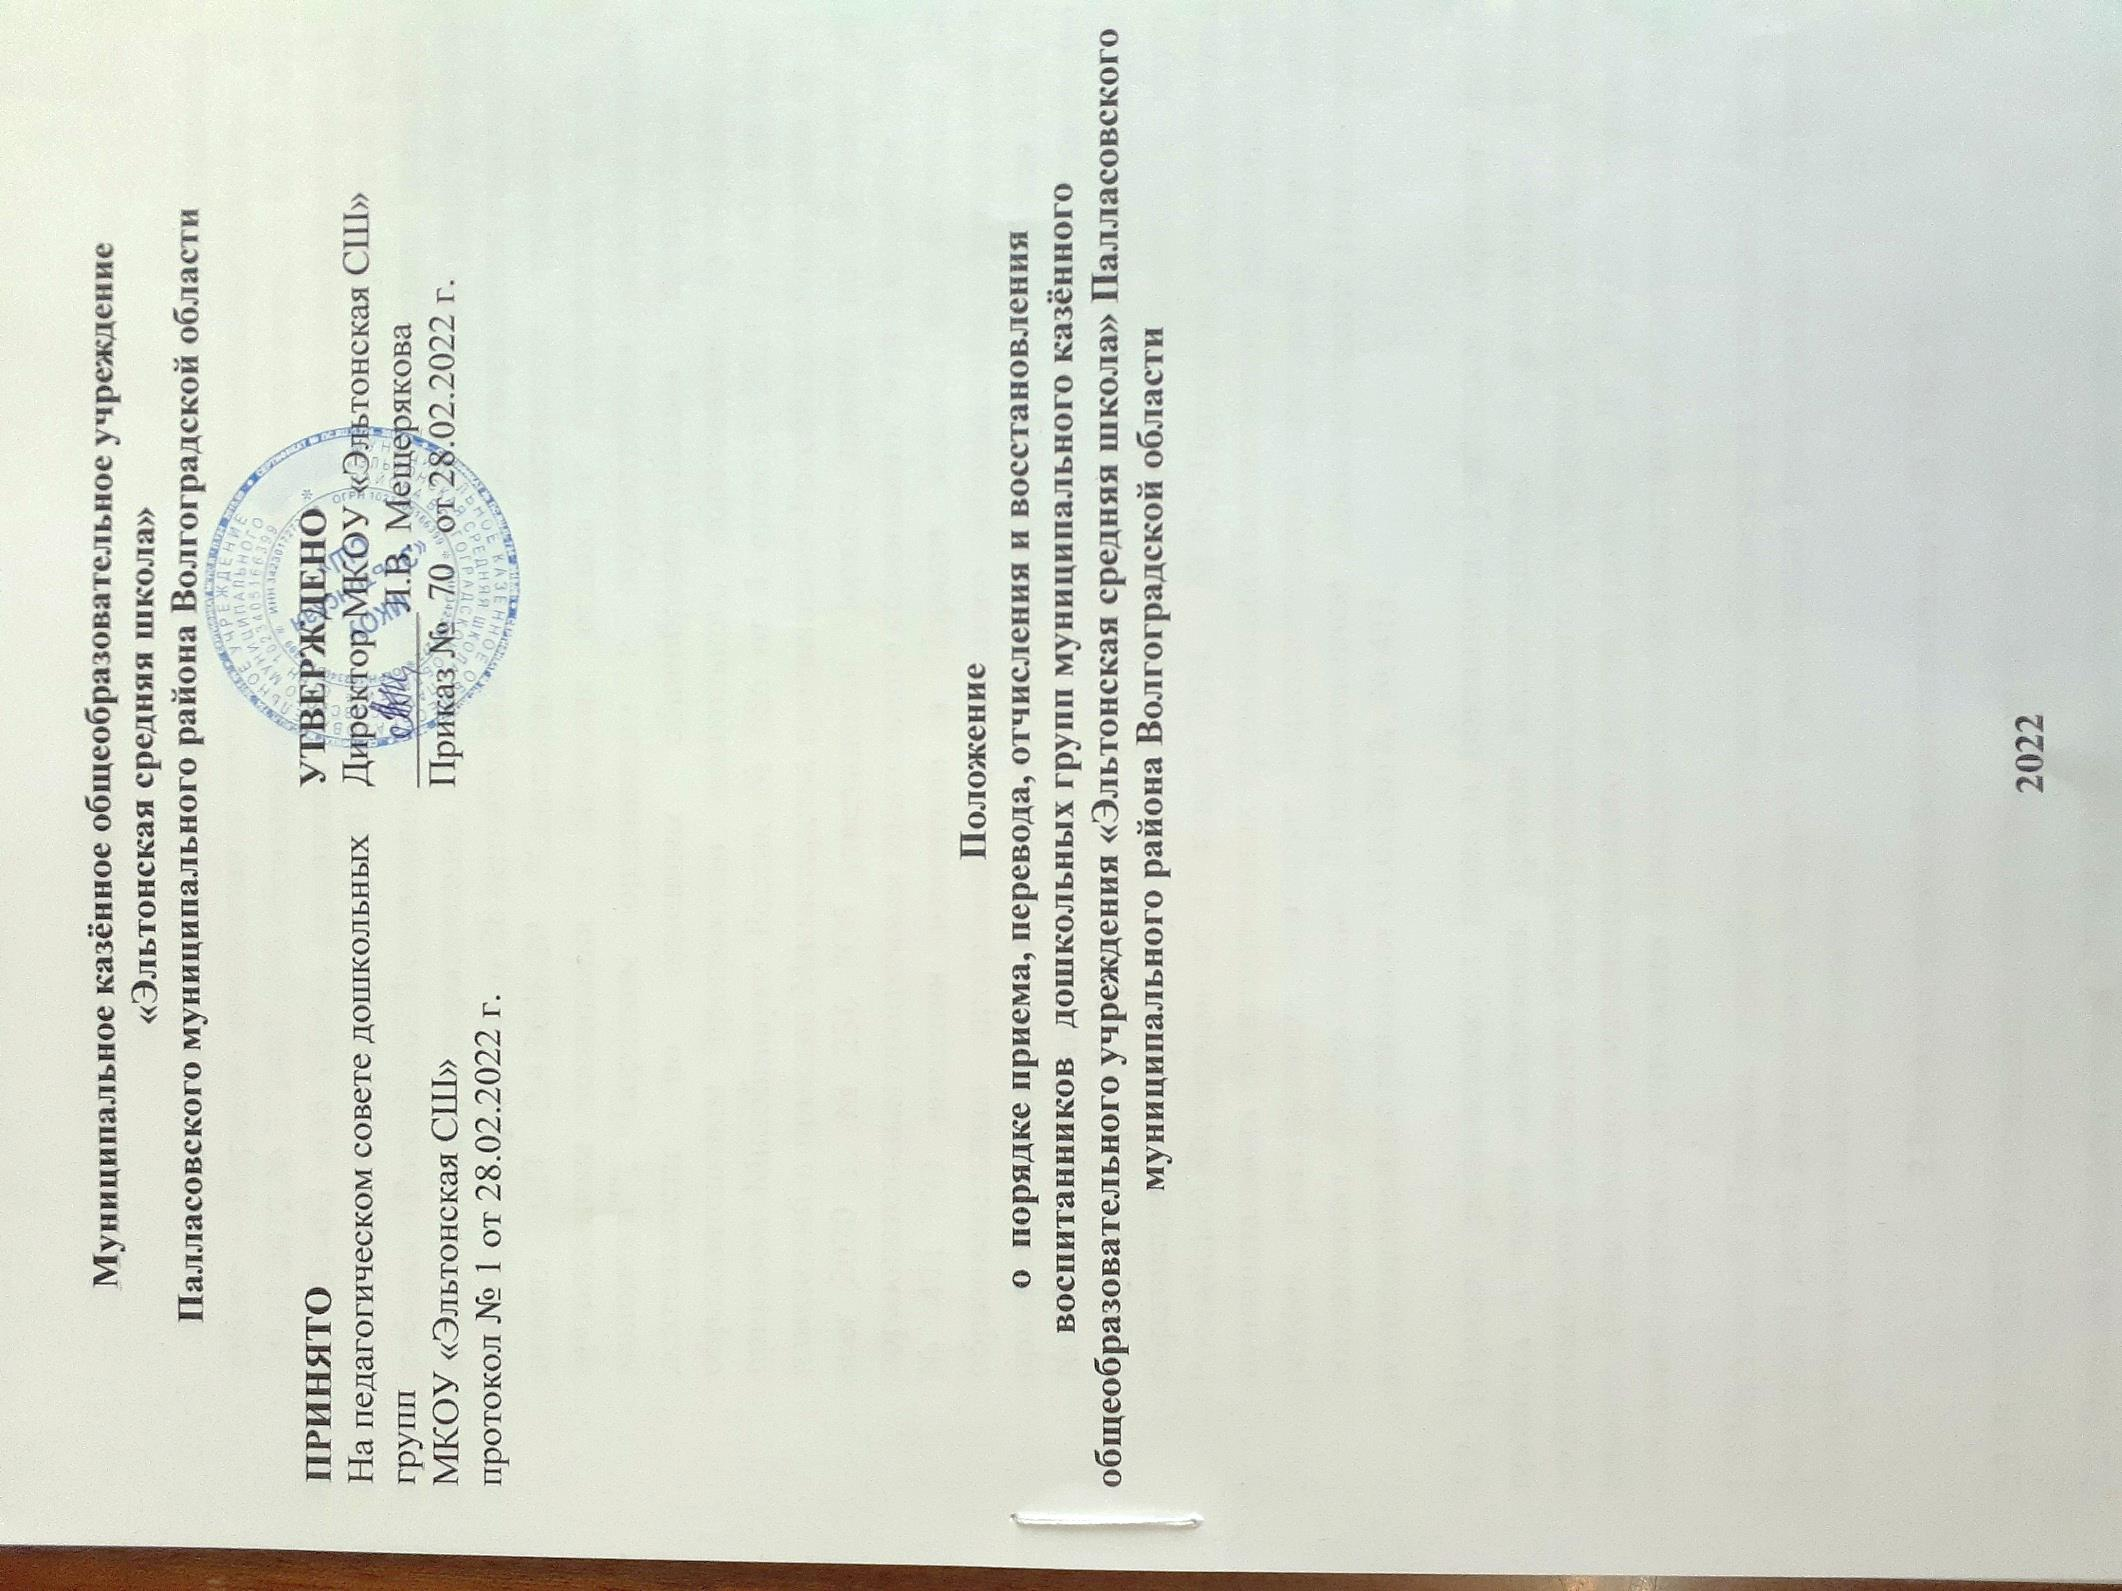 Муниципальное казённое общеобразовательное учреждение
«Эльтонская средняя школа»
Палласовского муниципального района Волгоградской области
ПРИНЯТО
На педагогическом совете дошкольных
групп
МКОУ «Эльтонская СШ»
протокол № 1 от 28.02.2022 г.
УТВЕРЖДЕНО
Директор МКОУ «Эльтонская СШ»
Л.В. Мещерякова
Приказ № 70 от 28.02.2022 г.
Положение
о порядке приема, перевода, отчисления и восстановления
воспитанников дошкольных групп муниципального казённого
общеобразовательного учреждения «Эльтонская средняя школа» Палласовского
муниципального района Волгоградской области
2022